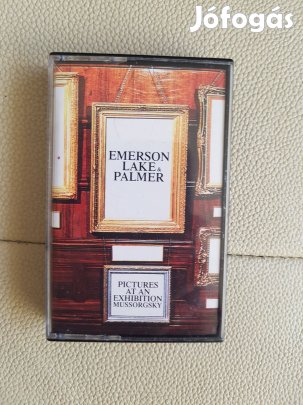 Jófogás
EMERSON
LAKE &
PALMER
PICTURES
AT AN
EXHIBITION
MUSSORGSKY